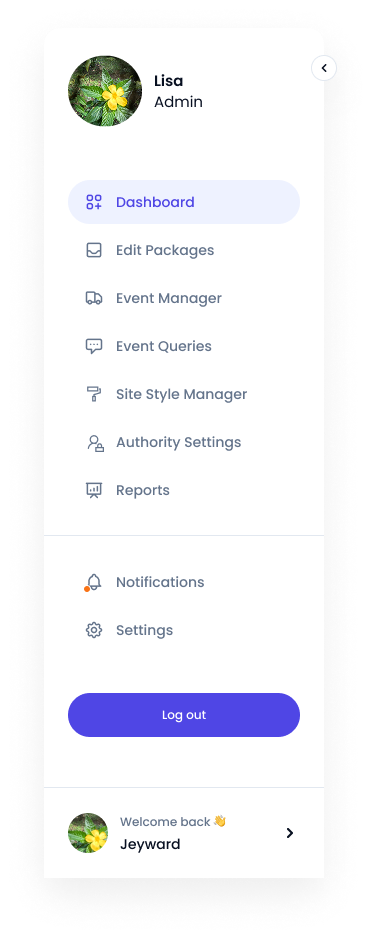 Lisa
Admin
Dashboard
Edit Packages
Event Manager
Event Queries
Site Style Manager
Authority Settings
Reports
Notifications
Settings
Log out
Welcome back 👋
Jeyward